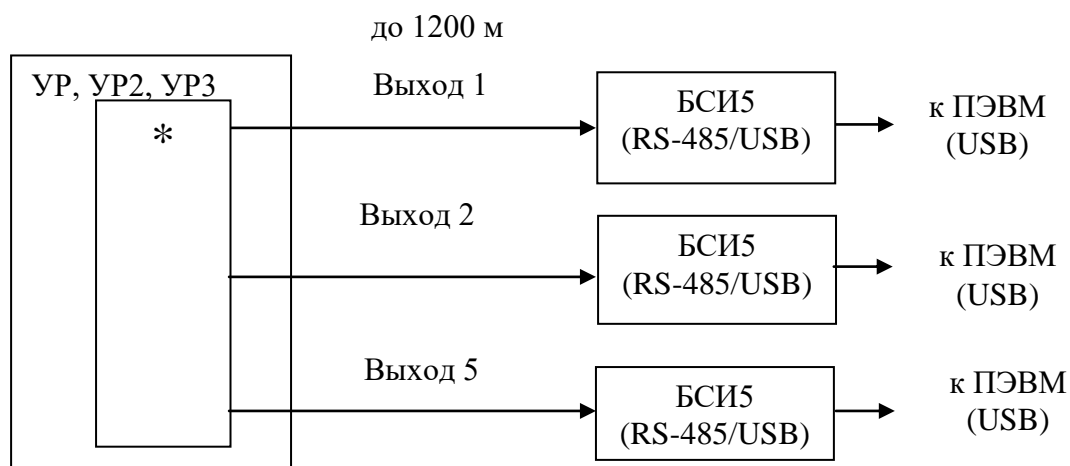 до 1200 м
УР, УР2, УР3
*
Выход 1
БСИ5
(RS-485/USB)
к ПЭВМ
(USB)
Выход 2
БСИ5
(RS-485/USB)
к ПЭВМ
(USB)
Выход 5
БСИ5
(RS-485/USB)
к ПЭВМ
(USB)